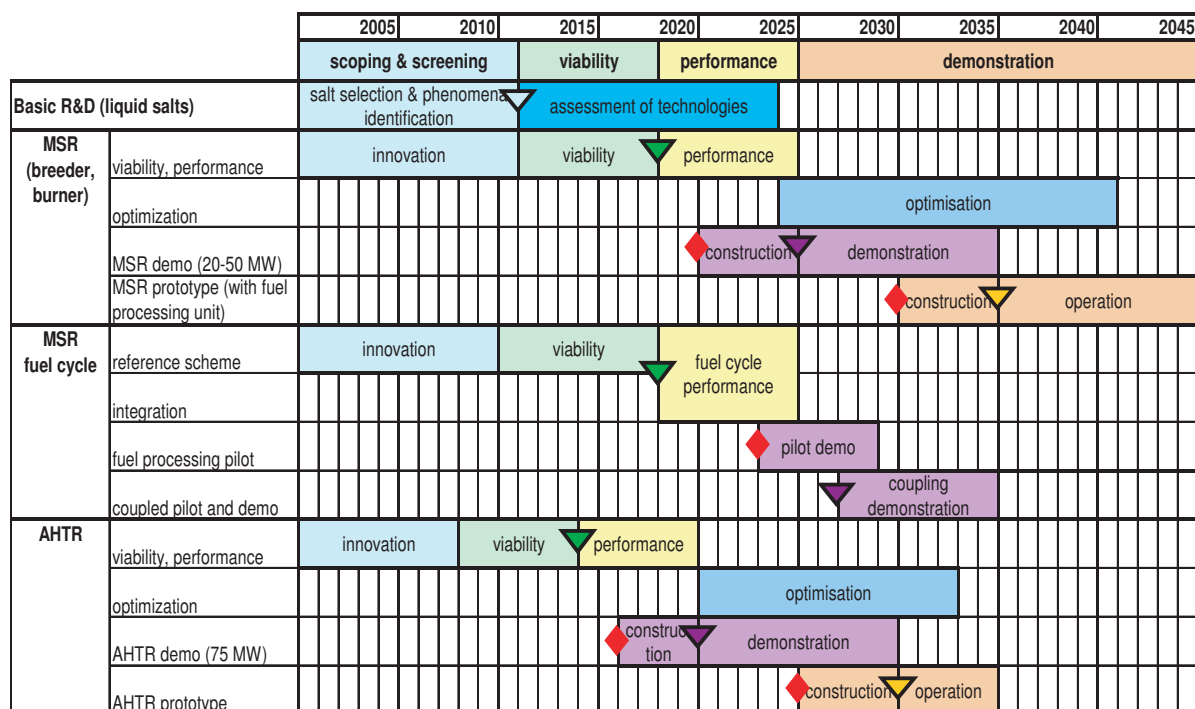 2005 2010 2015 2020 2025 2030 2035 2040 2045
scoping & screening viability performance demonstration
Basic R&D (liquid salts)
salt selection & phenomena
identification
assessment of technologies
MSR
(breeder,
burner)
viability, performance
innovation viability performance
optimization
optimisation
MSR demo (20-50 MW)
construction demonstration
MSR prototype (with fuel
processing unit)
construction operation
MSR
fuel cycle
reference scheme
innovation viability
fuel cycle
performance
integration
fuel processing pilot
pilot demo
coupled pilot and demo
coupling
demonstration
AHTR
viability, performance
innovation viability performance
optimization
optimisation
AHTR demo (75 MW)
construc
tion
demonstration
AHTR prototype
construction operation